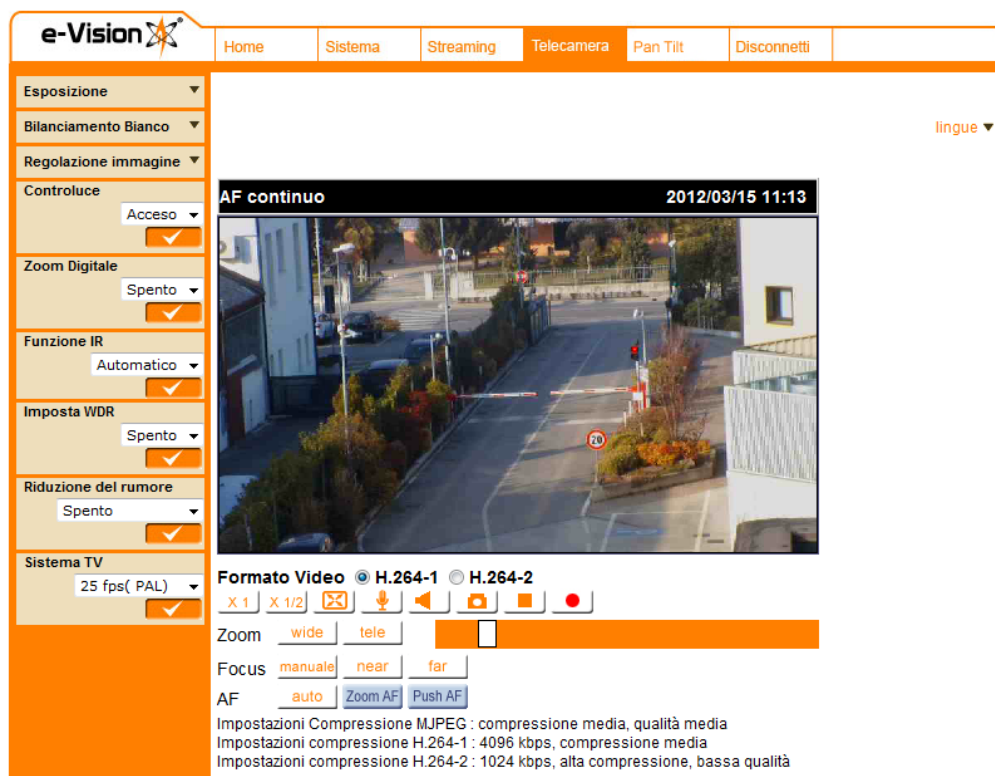 e-Vision
Home Sistema Streaming Telecamera Pan Tilt Disconnetti
lingue
Esposizione
Bilanciamento Bianco
Regolazione immagine
Controluce
Acceso
Zoom Digitale
Spento
Funzione IR
Automatico
Imposta WDR
Spento
Riduzione del rumore
Spento
Sistema TV
25 fps( PAL)
AF continuo 2012/03/15 11:13
20
Formato Video H.264-1 H.264-2
X 1 X 1/2
Zoom wide tele
Focus manuale near far
AF auto Zoom AF Push AF
Impostazioni Compressione MJPEG : compressione media, qualità media
Impostazioni compressione H.264-1 : 4096 kbps, compressione media
Impostazioni compressione H.264-2 : 1024 kbps, alta compressione, bassa qualità